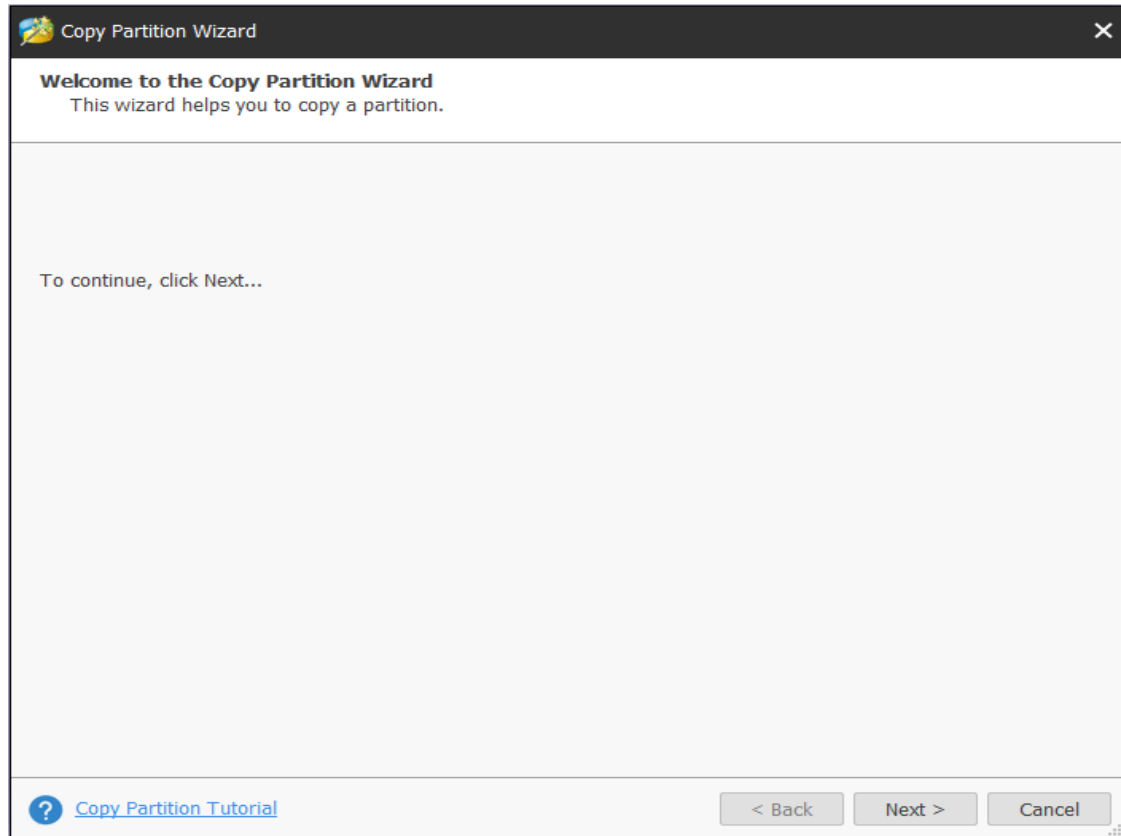 Copy Partition Wizard
Welcome to the Copy Partition Wizard
This wizard helps you to copy a partition.
To continue, click Next...
Copy Partition Tutorial
< Back
Next >
Cancel